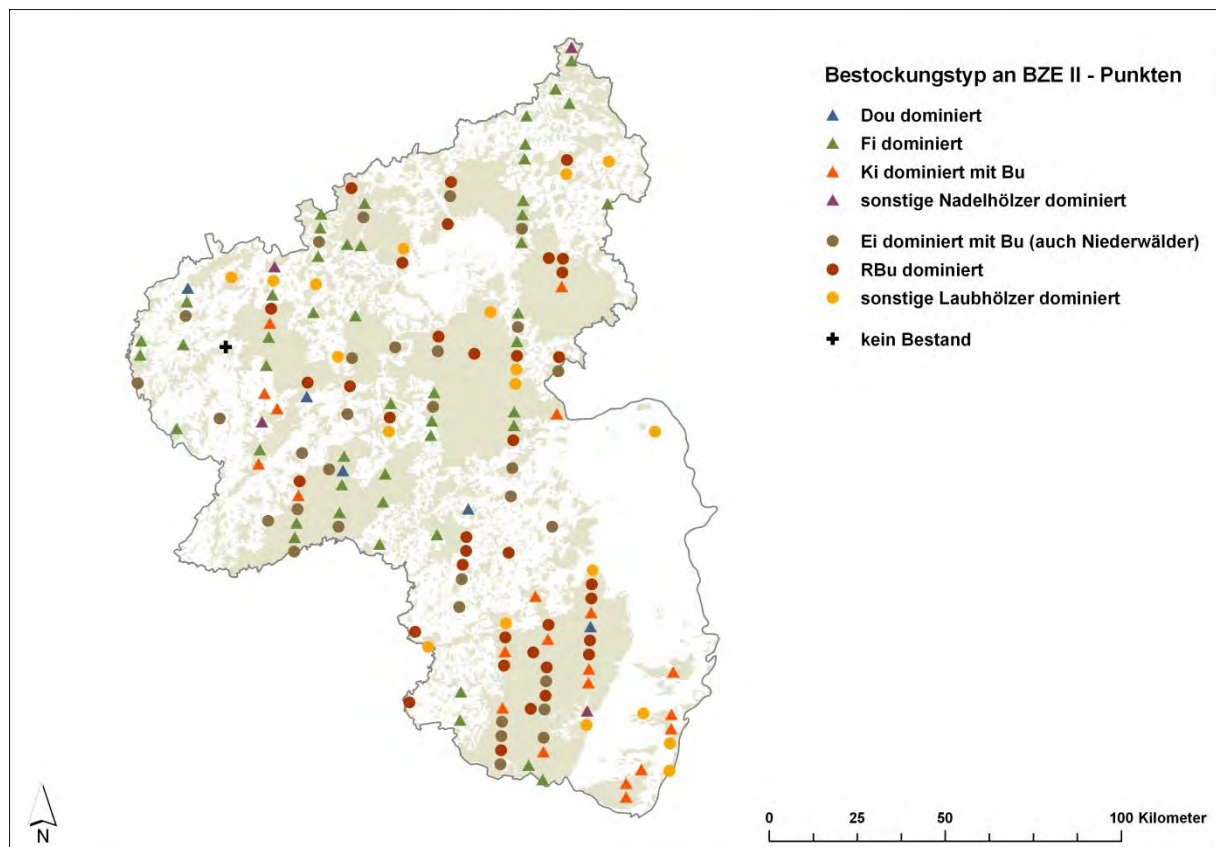 Bestockungstyp an BZE II - Punkten
Dou dominiert
Fi dominiert
Ki dominiert mit Bu
sonstige Nadelhölzer dominiert
Ei dominiert mit Bu (auch Niederwälder)
RBu dominiert
sonstige Laubhölzer dominiert
kein Bestand
N
0 25 50 100 Kilometer